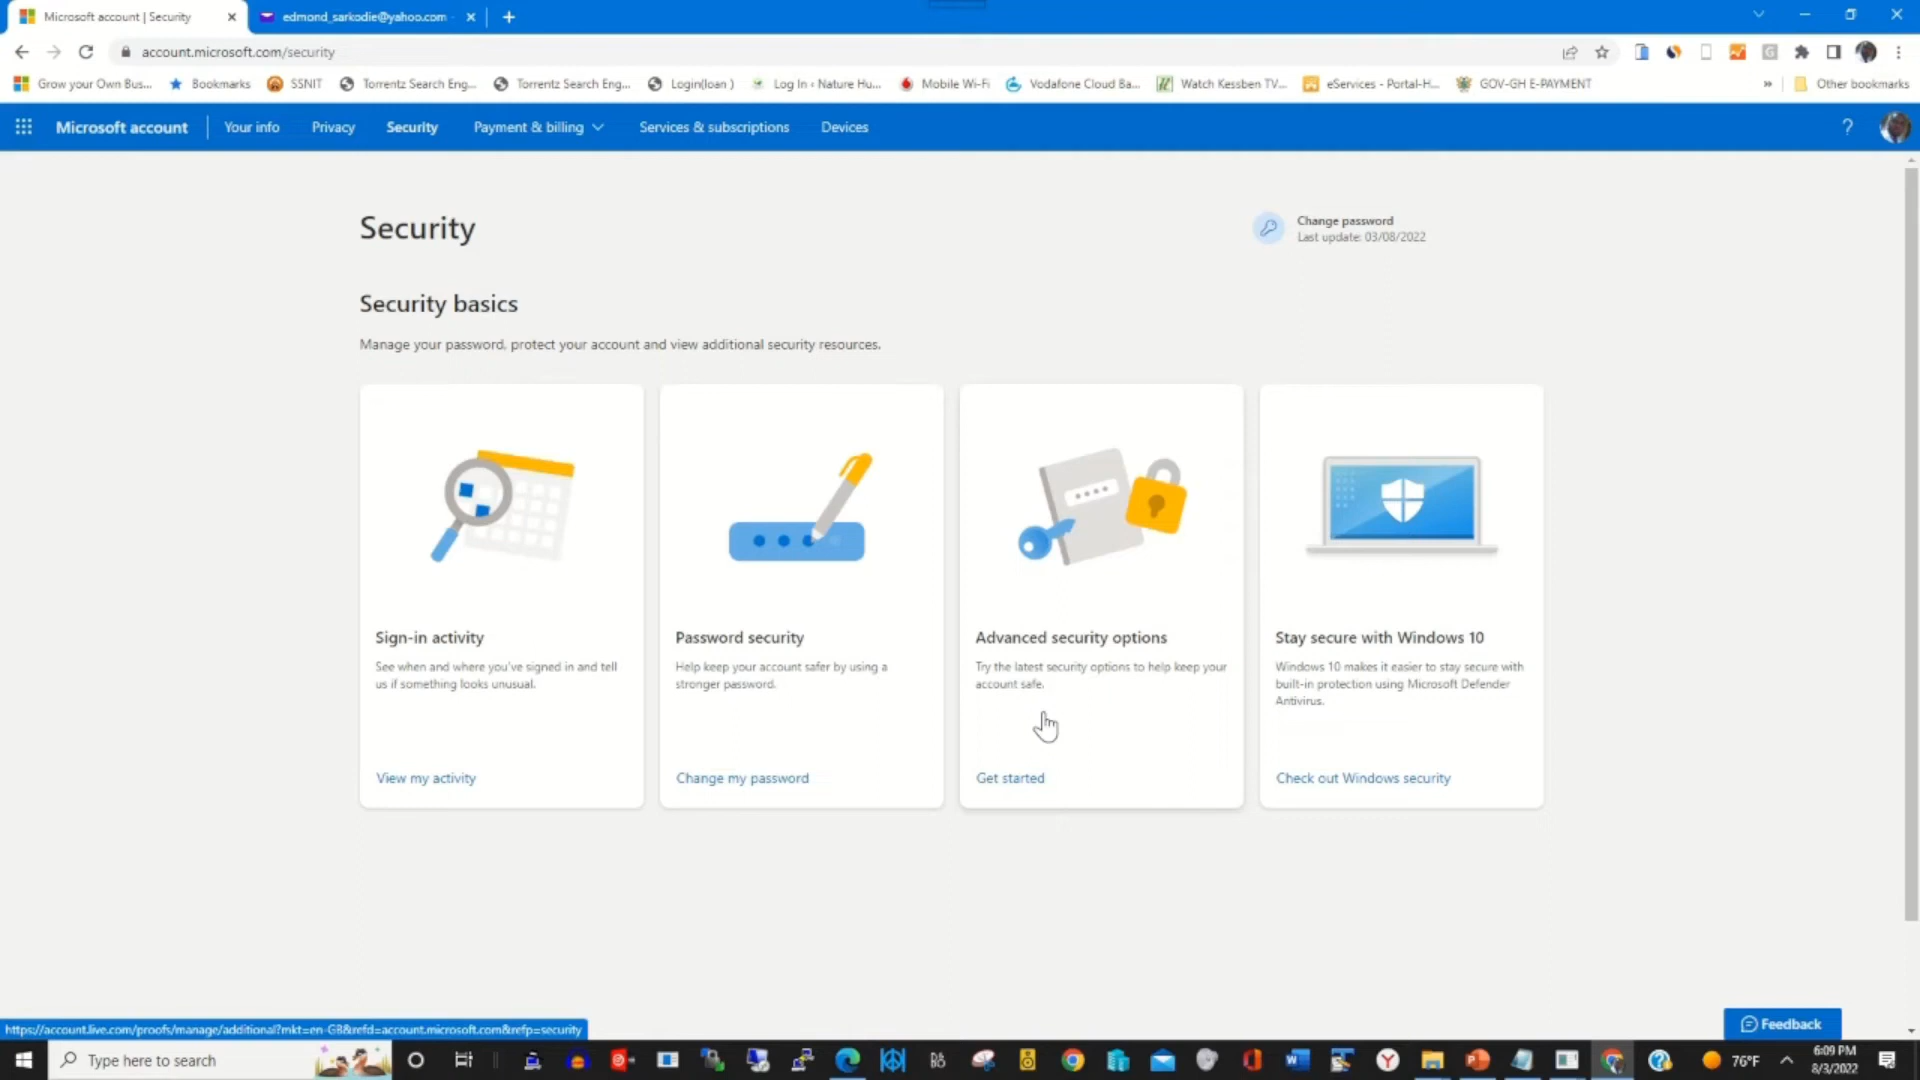 Microsoft account | Security
edmond_sarkodie@yahoo.com
account.microsoft.com/security
Grow your Own Bus...
Bookmarks
SSNIT
Torrentz Search Eng...
Torrentz Search Eng...
Login(loan )
Log In ‹ Nature Hu...
Mobile Wi-Fi
Vodafone Cloud Ba...
Watch Kessben TV...
eServices - Portal-H...
GOV-GH E-PAYMENT
»
Other bookmarks
Microsoft account
Your info
Privacy
Security
Payment & billing
Services & subscriptions
Devices
?
Security
Change password
Last update: 03/08/2022
Security basics
Manage your password, protect your account and view additional security resources.
Sign-in activity
See when and where you've signed in and tell
us if something looks unusual.
View my activity
Password security
Help keep your account safer by using a
stronger password.
Change my password
Advanced security options
Try the latest security options to help keep your
account safe.
Get started
Stay secure with Windows 10
Windows 10 makes it easier to stay secure with
built-in protection using Microsoft Defender
Antivirus.
Check out Windows security
Feedback
https://account.live.com/proofs/manage/additional?mkt=en-GB&refd=account.microsoft.com&refp=security
Type here to search
76°F
6:09 PM
8/3/2022